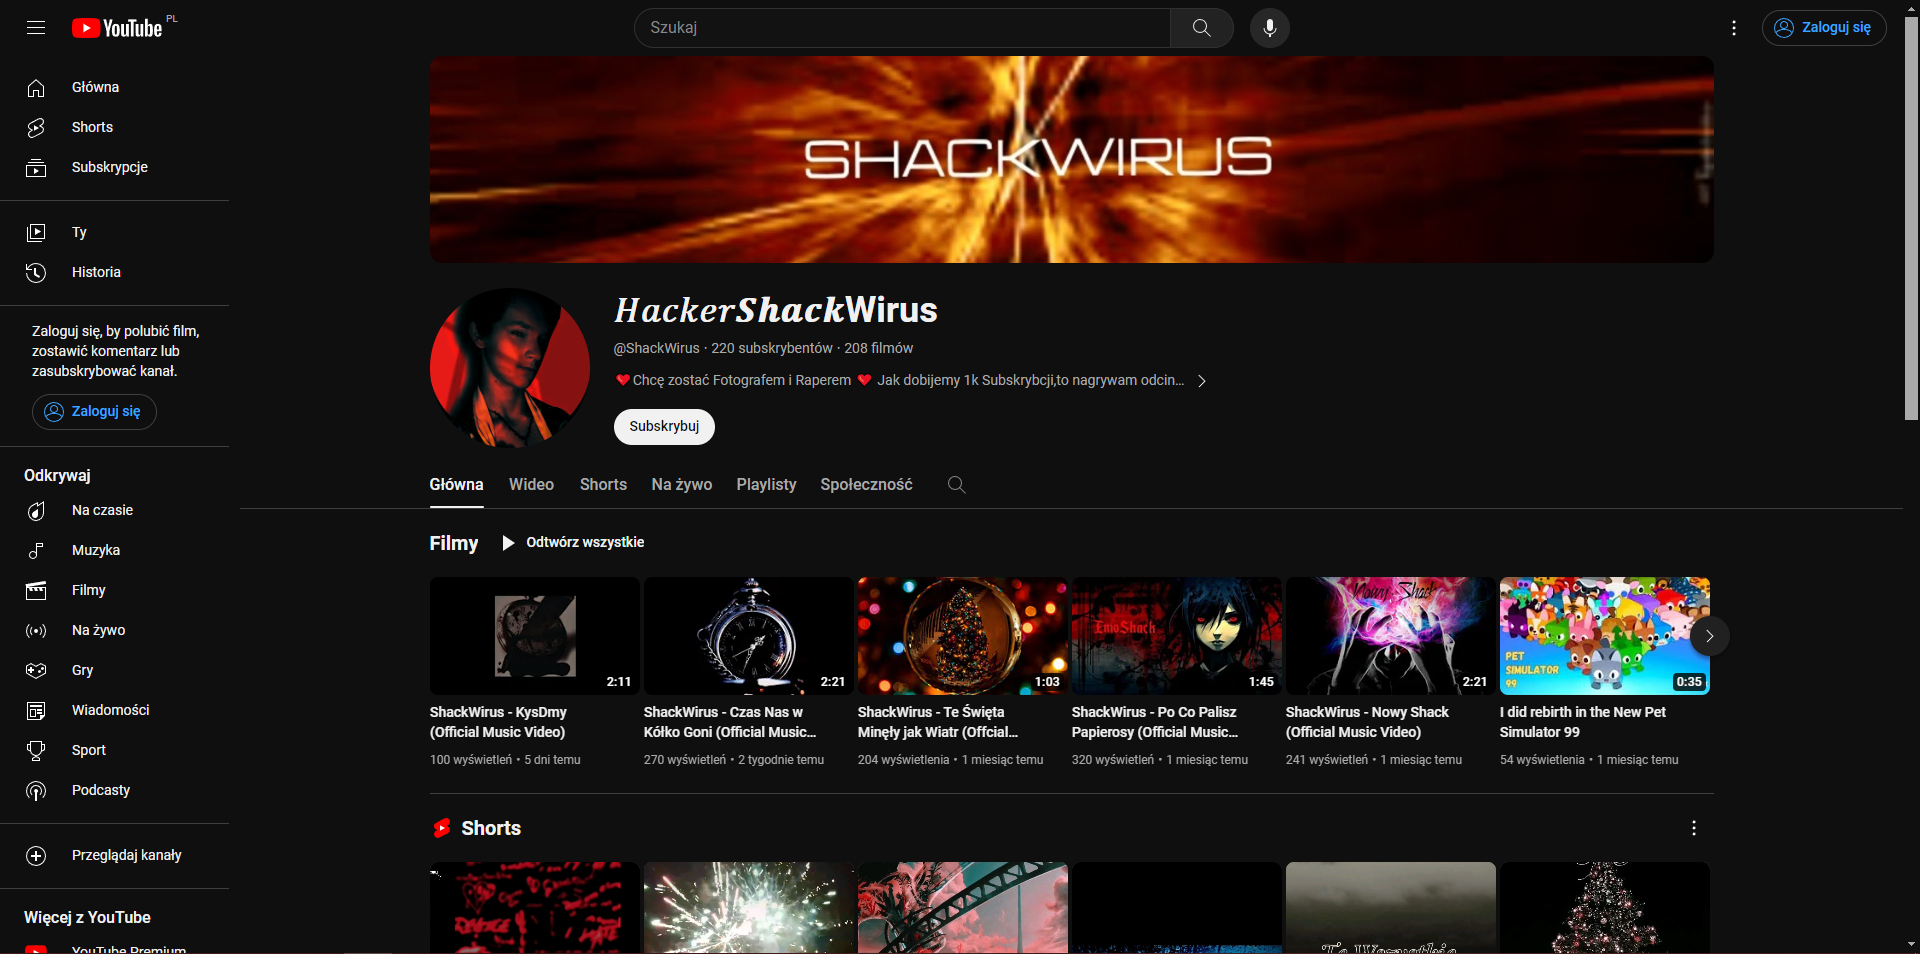 YouTube PL
Szukaj
Zaloguj się
Główna
Shorts
Subskrypcje
Ty
Historia
Zaloguj się, by polubić film,
zostawić komentarz lub
zasubskrybować kanał.
Zaloguj się
Odkrywaj
Na czasie
Muzyka
Filmy
Na żywo
Gry
Wiadomości
Sport
Podcasty
Przeglądaj kanały
Więcej z YouTube
YouTube Premium
SHACKWIRUS
HackerShackWirus
@ShackWirus · 220 subskrybentów · 208 filmów
❤️Chcę zostać Fotografem i Raperem ❤️ Jak dobijemy 1k Subskrybcji,to nagrywam odcin...
Subskrybuj
Główna Wideo Shorts Na żywo Playlisty Społeczność
Filmy Odtwórz wszystkie
2:11
ShackWirus - KysDmy
(Official Music Video)
100 wyświetleń • 5 dni temu
2:21
ShackWirus - Czas Nas w
Kółko Goni (Official Music...
270 wyświetleń • 2 tygodnie temu
1:03
ShackWirus - Te Święta
Minęły jak Wiatr (Offcial...
204 wyświetlenia • 1 miesiąc temu
EmoShack
1:45
ShackWirus - Po Co Palisz
Papierosy (Official Music...
320 wyświetleń • 1 miesiąc temu
Nowy Shack
2:21
ShackWirus - Nowy Shack
(Official Music Video)
241 wyświetleń • 1 miesiąc temu
PET
SIMULATOR
99
0:35
I did rebirth in the New Pet
Simulator 99
54 wyświetlenia • 1 miesiąc temu
Shorts
To Wszystkie